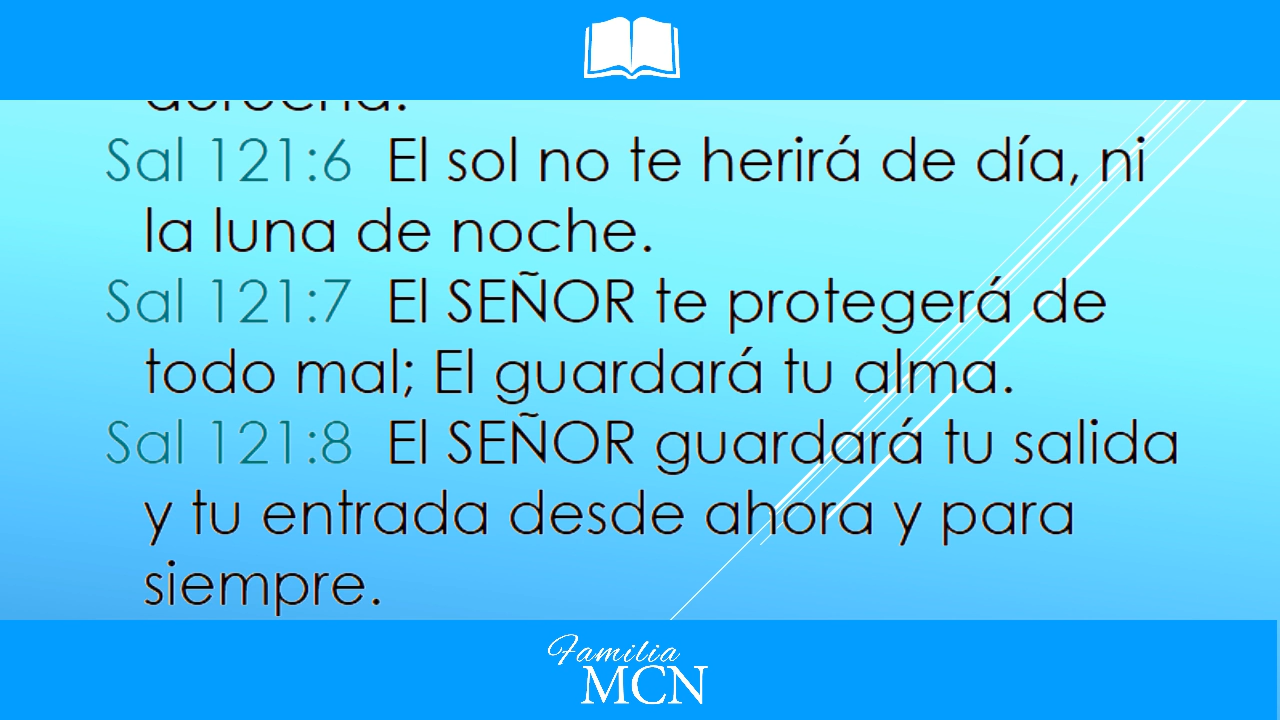 Sal 121:6 El sol no te herirá de día, ni
la luna de noche.
Sal 121:7 El SEÑOR te protegerá de
todo mal; El guardará tu alma.
Sal 121:8 El SEÑOR guardará tu salida
y tu entrada desde ahora y para
siempre.
Familia
MCN